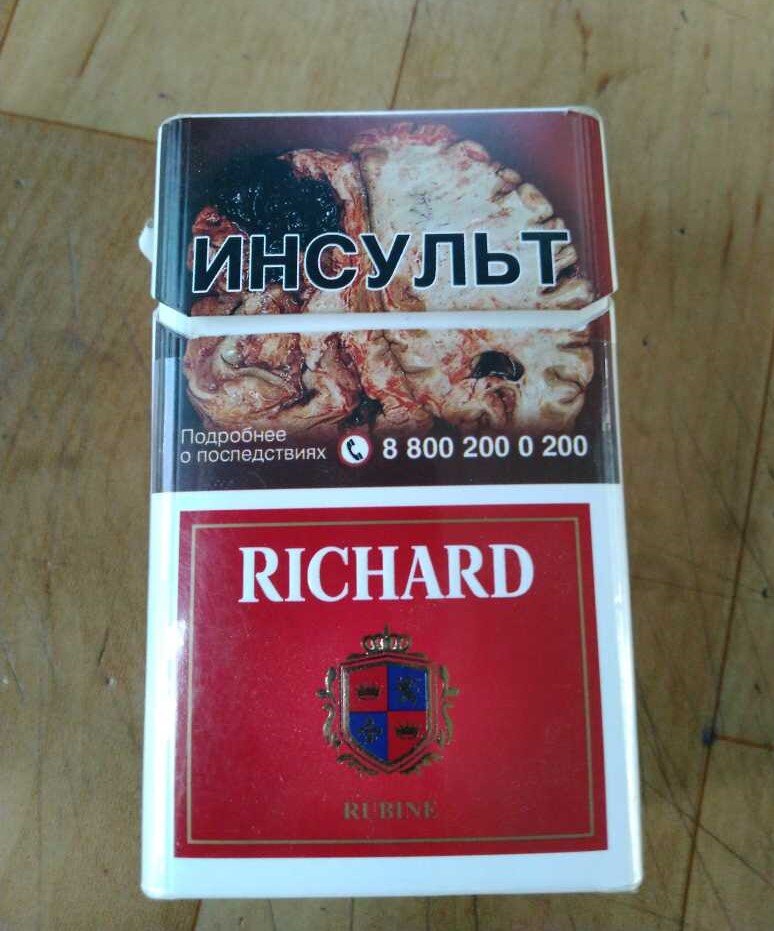 ИНСУЛЬТ
Подробнее
о последствиях 8 800 200 0 200
RICHARD
RUBINE